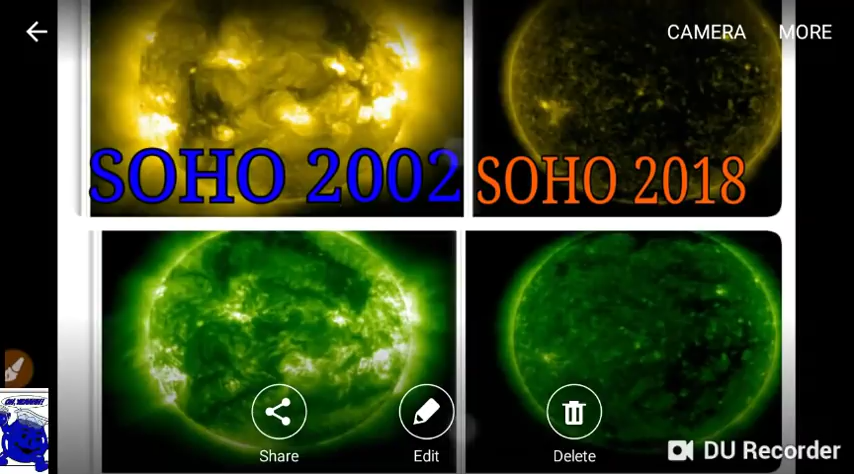 CAMERA MORE
SOHO 2002 SOHO 2018
Share Edit Delete
DU Recorder